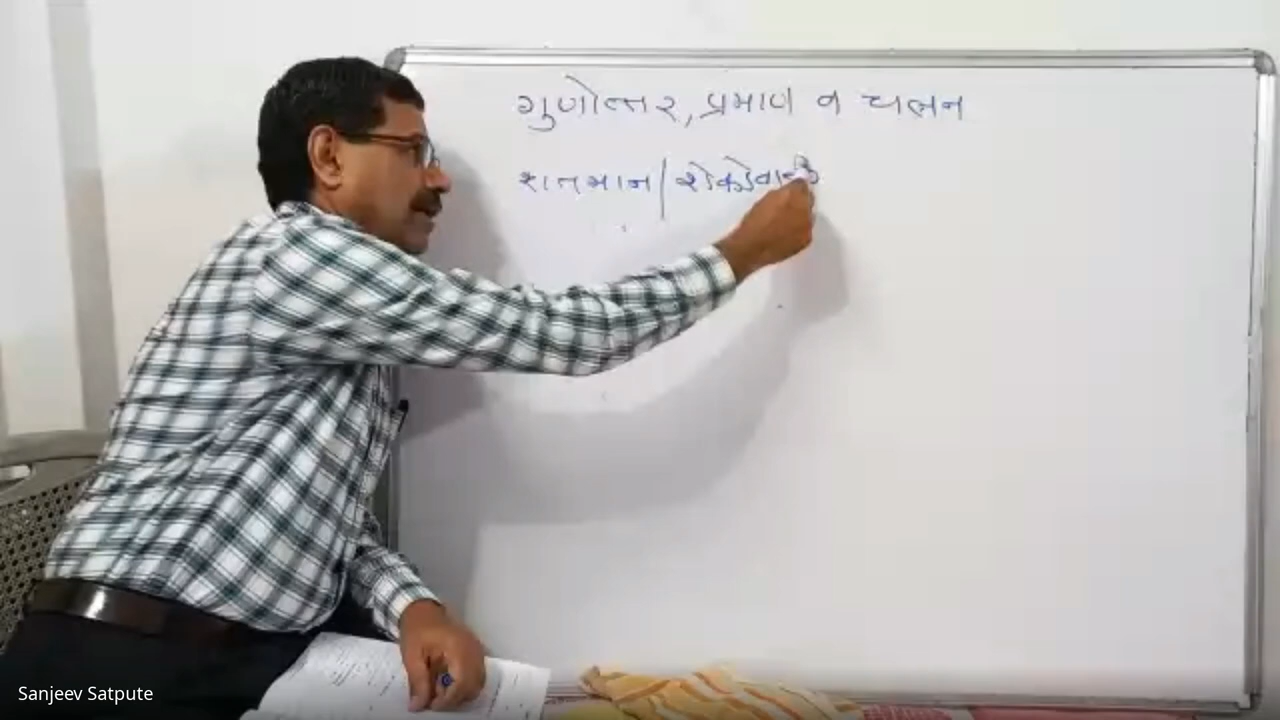 गुणोत्तर, प्रमाण व चलन
शतमान / शेकडेवारी
Sanjeev Satpute